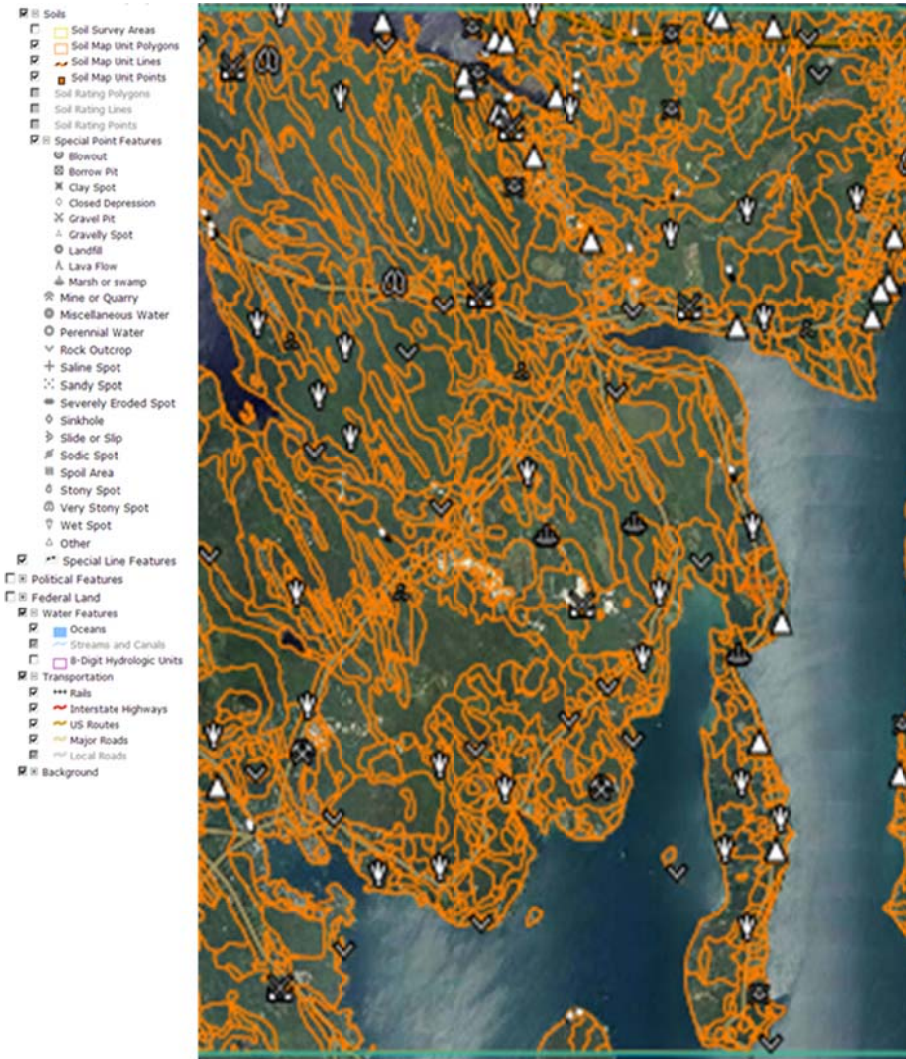 Soils
Soil Survey Areas
Soil Map Unit Polygons
Soil Map Unit Lines
Soil Map Unit Points
Soil Rating Polygons
Soil Rating Lines
Soil Rating Points
Special Point Features
Blowout
Borrow Pit
Clay Spot
Closed Depression
Gravel Pit
Gravelly Spot
Landfill
Lava Flow
Marsh or swamp
Mine or Quarry
Miscellaneous Water
Perennial Water
Rock Outcrop
Saline Spot
Sandy Spot
Severely Eroded Spot
Sinkhole
Slide or Slip
Sodic Spot
Spoil Area
Stony Spot
Very Stony Spot
Wet Spot
Other
Special Line Features
Political Features
Federal Land
Water Features
Oceans
Streams and Canals
8-Digit Hydrologic Units
Transportation
Rails
Interstate Highways
US Routes
Major Roads
Local Roads
Background